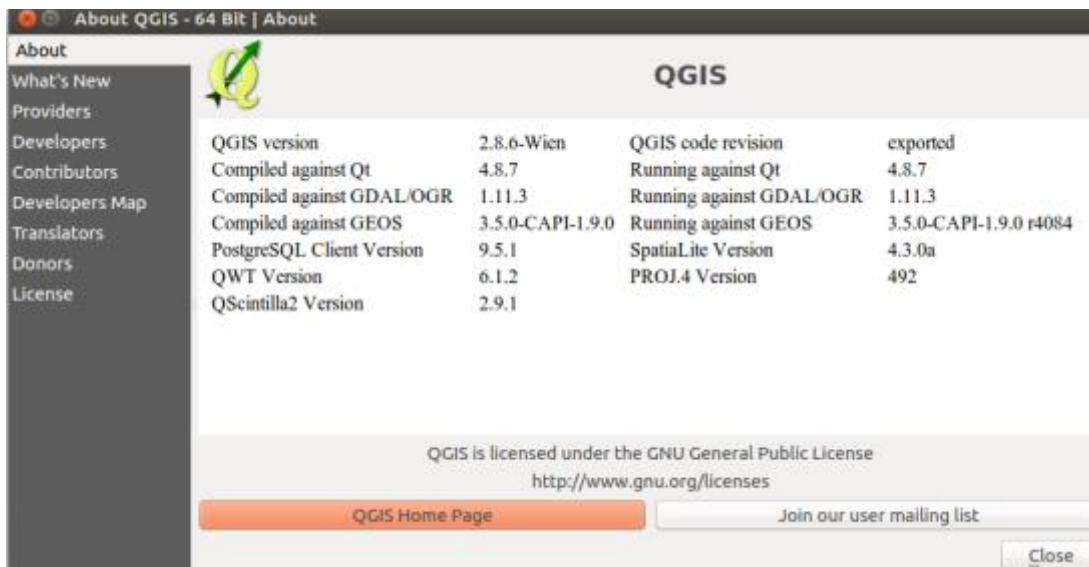 About QGIS - 64 Bit | About
About
What's New
Providers
Developers
Contributors
Developers Map
Translators
Donors
License
QGIS
QGIS version 2.8.6-Wien QGIS code revision exported
Compiled against Qt 4.8.7 Running against Qt 4.8.7
Compiled against GDAL/OGR 1.11.3 Running against GDAL/OGR 1.11.3
Compiled against GEOS 3.5.0-CAPI-1.9.0 Running against GEOS 3.5.0-CAPI-1.9.0 r4084
PostgreSQL Client Version 9.5.1 SpatiaLite Version 4.3.0a
QWT Version 6.1.2 PROJ.4 Version 492
QScintilla2 Version 2.9.1
QGIS is licensed under the GNU General Public License
http://www.gnu.org/licenses
QGIS Home Page Join our user mailing list
Close